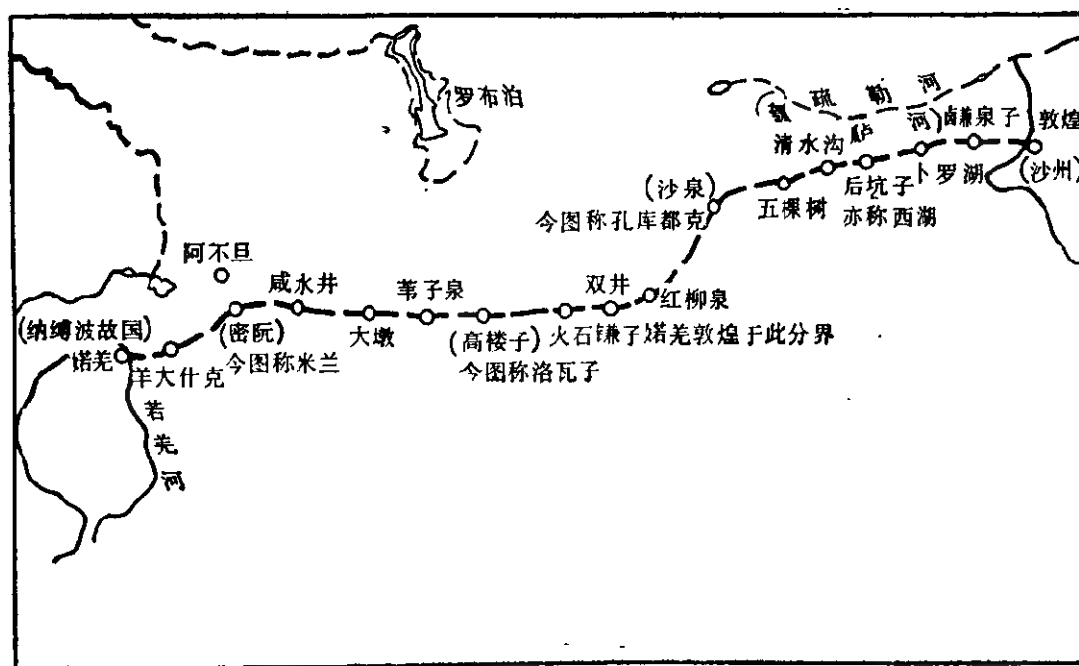 罗布泊
疏勒河
河)
鹻泉子
敦煌
(沙州)
清水沟
卜罗湖
后坑子
亦称西湖
五棵树
(沙泉)
今图称孔库都克
阿不旦
咸水井
苇子泉
双井
红柳泉
(纳缚波故国)
婼羌
羊大什克
(密阮)
今图称米兰
大墩
(高楼子)
今图称洛瓦子
火石镰子
婼羌敦煌于此分界
若羌河